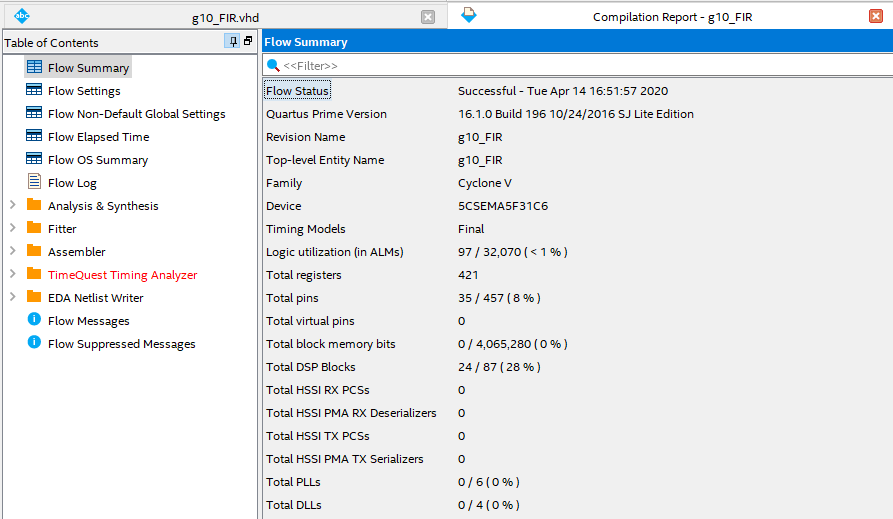 abc g10_FIR.vhd Compilation Report - g10_FIR
Table of Contents
Flow Summary
Flow Settings
Flow Non-Default Global Settings
Flow Elapsed Time
Flow OS Summary
Flow Log
Analysis & Synthesis
Fitter
Assembler
TimeQuest Timing Analyzer
EDA Netlist Writer
Flow Messages
Flow Suppressed Messages
Flow Summary
<<Filter>>
Flow Status Successful - Tue Apr 14 16:51:57 2020
Quartus Prime Version 16.1.0 Build 196 10/24/2016 SJ Lite Edition
Revision Name g10_FIR
Top-level Entity Name g10_FIR
Family Cyclone V
Device 5CSEMA5F31C6
Timing Models Final
Logic utilization (in ALMs) 97 / 32,070 ( < 1 % )
Total registers 421
Total pins 35 / 457 ( 8 % )
Total virtual pins 0
Total block memory bits 0 / 4,065,280 ( 0 % )
Total DSP Blocks 24 / 87 ( 28 % )
Total HSSI RX PCSs 0
Total HSSI PMA RX Deserializers 0
Total HSSI TX PCSs 0
Total HSSI PMA TX Serializers 0
Total PLLs 0 / 6 ( 0 % )
Total DLLs 0 / 4 ( 0 % )